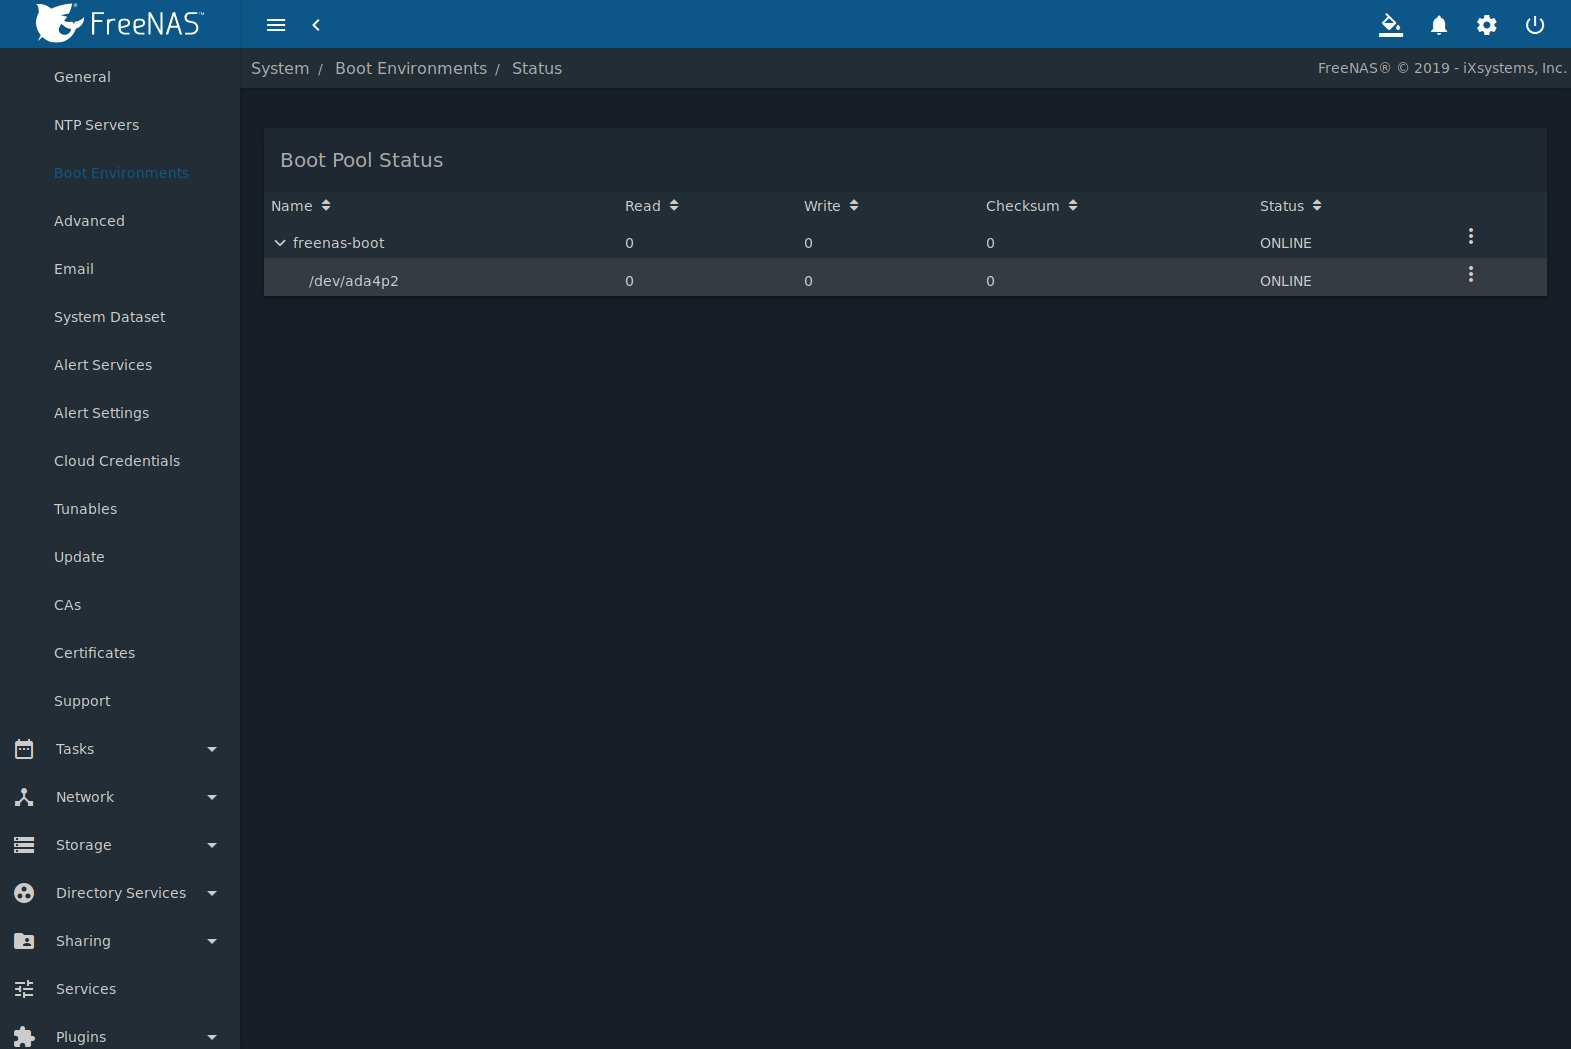 FreeNAS™
System / Boot Environments / Status
FreeNAS® © 2019 - iXsystems, Inc.
General
NTP Servers
Boot Environments
Advanced
Email
System Dataset
Alert Services
Alert Settings
Cloud Credentials
Tunables
Update
CAs
Certificates
Support
Tasks
Network
Storage
Directory Services
Sharing
Services
Plugins
Boot Pool Status
Name Read Write Checksum Status
freenas-boot 0 0 0 ONLINE
/dev/ada4p2 0 0 0 ONLINE